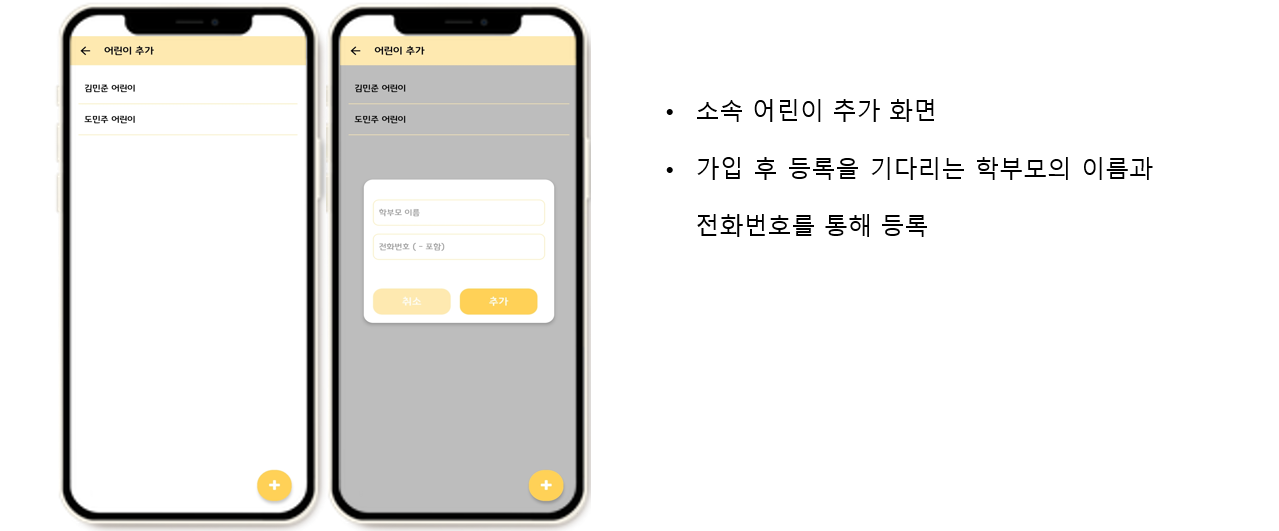 어린이 추가
김민준 어린이
도민주 어린이
어린이 추가
김민준 어린이
도민주 어린이
학부모 이름
전화번호 ( - 포함)
취소 추가
• 소속 어린이 추가 화면
• 가입 후 등록을 기다리는 학부모의 이름과
전화번호를 통해 등록